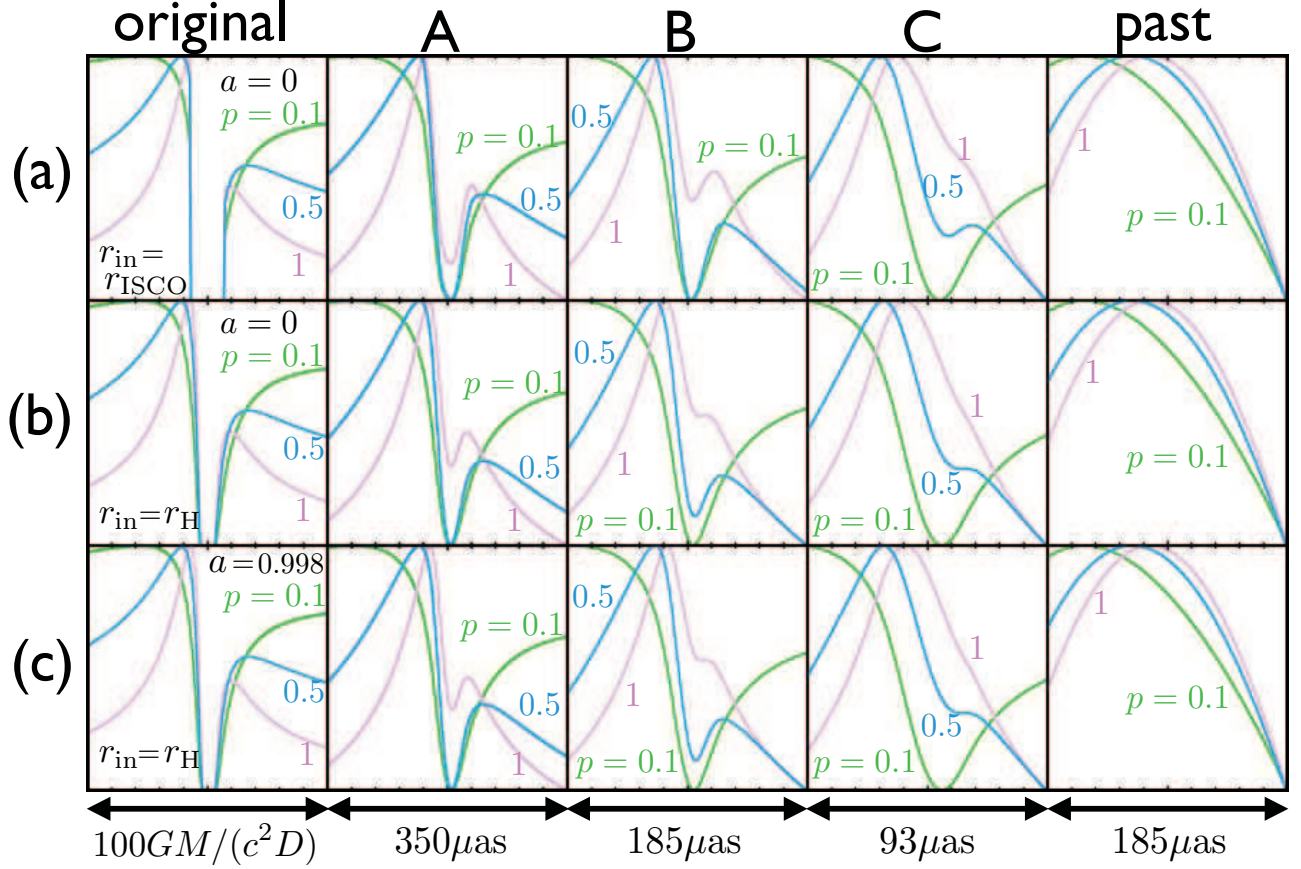 original A B C past
(a)
a = 0
p = 0.1
0.5
1
r_in =
r_ISCO
p = 0.1
0.5
1
0.5
1
p = 0.1
1
0.5
p = 0.1
1
p = 0.1
(b)
a = 0
p = 0.1
0.5
1
r_in = r_H
p = 0.1
0.5
1
0.5
1
p = 0.1
1
0.5
p = 0.1
1
p = 0.1
(c)
a = 0.998
p = 0.1
0.5
1
r_in = r_H
p = 0.1
0.5
1
0.5
1
p = 0.1
1
0.5
p = 0.1
1
p = 0.1
100GM/(c²D) 350μas 185μas 93μas 185μas